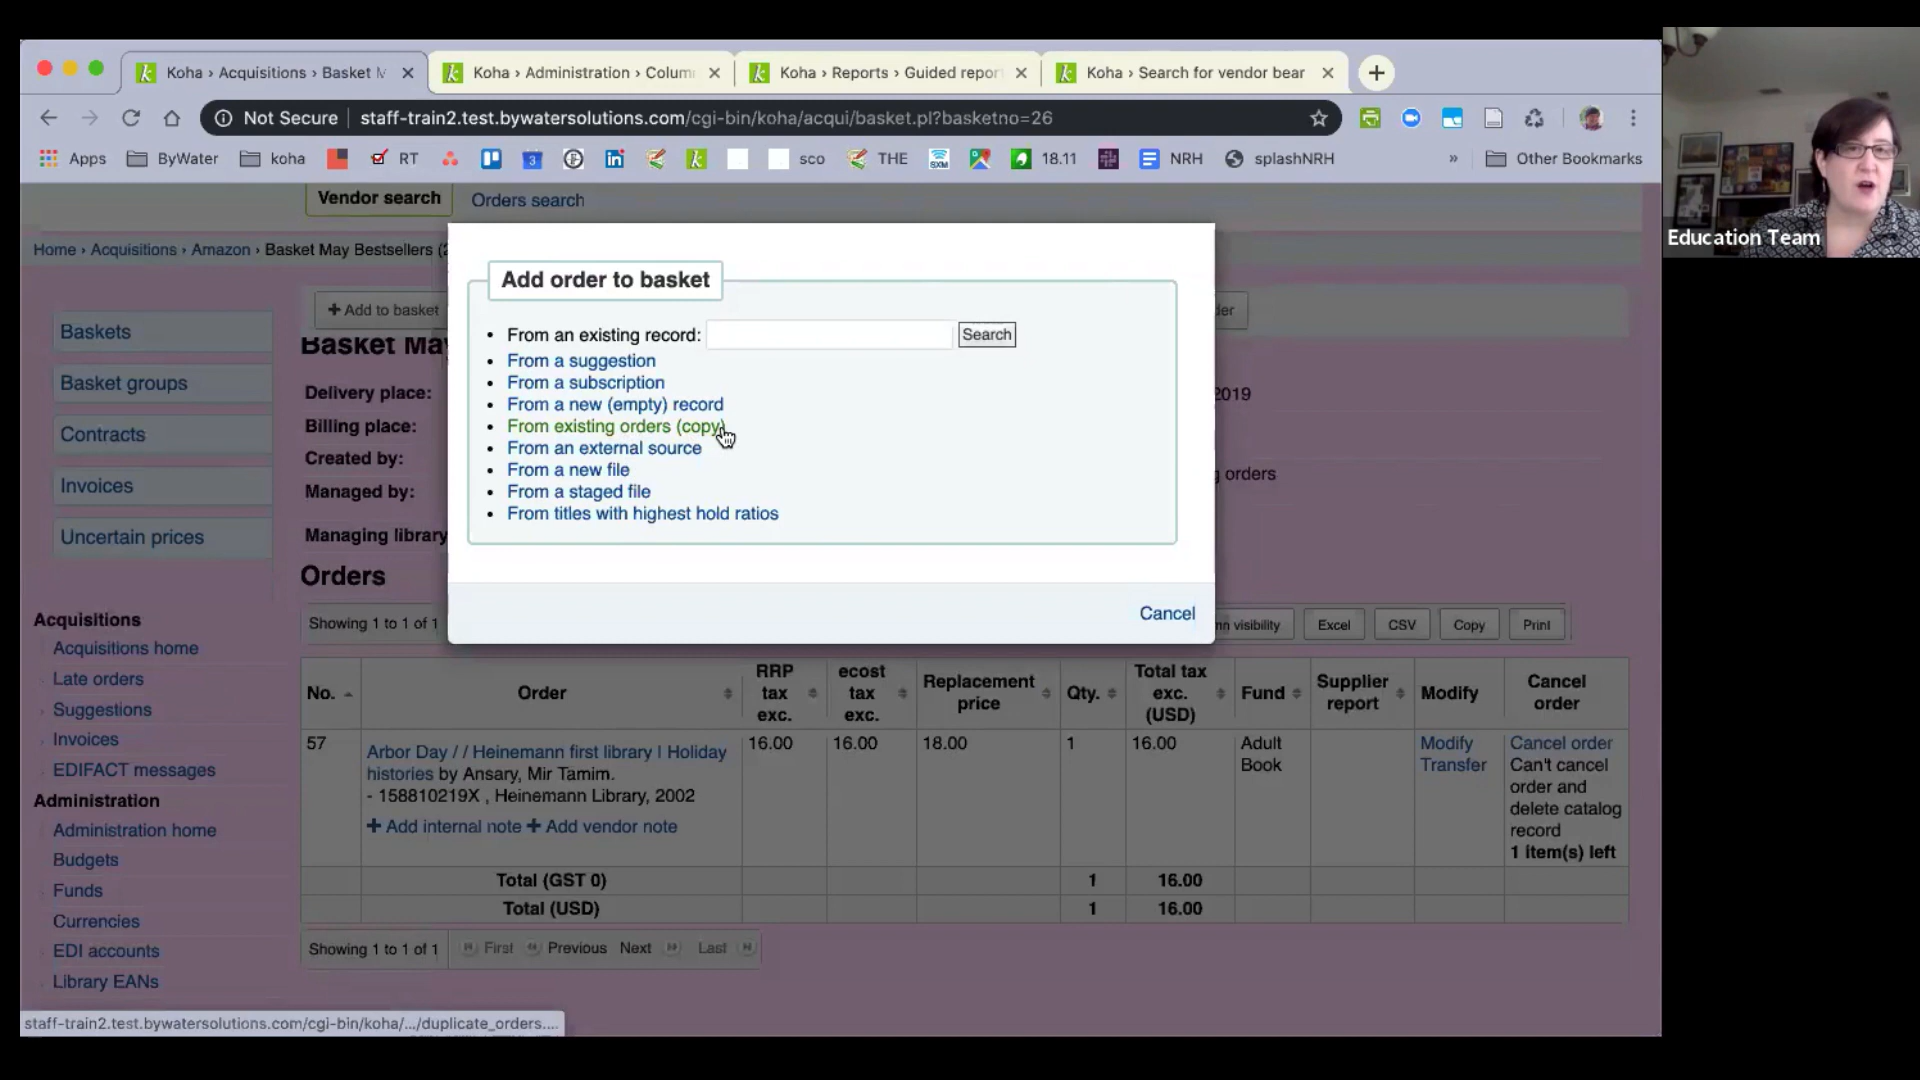 Koha › Acquisitions › Basket M
Koha › Administration › Colum
Koha › Reports › Guided repor
Koha › Search for vendor bear
Not Secure
staff-train2.test.bywatersolutions.com/cgi-bin/koha/acqui/basket.pl?basketno=26
Apps
ByWater
koha
RT
sco
THE
18.11
NRH
splashNRH
»
Other Bookmarks
Education Team
Vendor search
Orders search
Home › Acquisitions › Amazon › Basket May Bestsellers (2
Baskets
Basket groups
Contracts
Invoices
Uncertain prices
+ Add to basket
der
Basket May
Delivery place:
2019
Billing place:
Created by:
g orders
Managed by:
Managing library
Add order to basket
From an existing record:
Search
From a suggestion
From a subscription
From a new (empty) record
From existing orders (copy)
From an external source
From a new file
From a staged file
From titles with highest hold ratios
Cancel
Orders
Showing 1 to 1 of 1
mn visibility
Excel
CSV
Copy
Print
No.
Order
RRP tax exc.
ecost tax exc.
Replacement price
Qty.
Total tax exc. (USD)
Fund
Supplier report
Modify
Cancel order
57
Arbor Day / / Heinemann first library | Holiday
histories by Ansary, Mir Tamim.
- 158810219X , Heinemann Library, 2002
+ Add internal note + Add vendor note
16.00
16.00
18.00
1
16.00
Adult Book
Modify
Transfer
Cancel order
Can't cancel
order and
delete catalog
record
1 item(s) left
Total (GST 0)
1
16.00
Total (USD)
1
16.00
Showing 1 to 1 of 1
First
Previous
Next
Last
Acquisitions
Acquisitions home
Late orders
Suggestions
Invoices
EDIFACT messages
Administration
Administration home
Budgets
Funds
Currencies
EDI accounts
Library EANs
staff-train2.test.bywatersolutions.com/cgi-bin/koha/.../duplicate_orders....